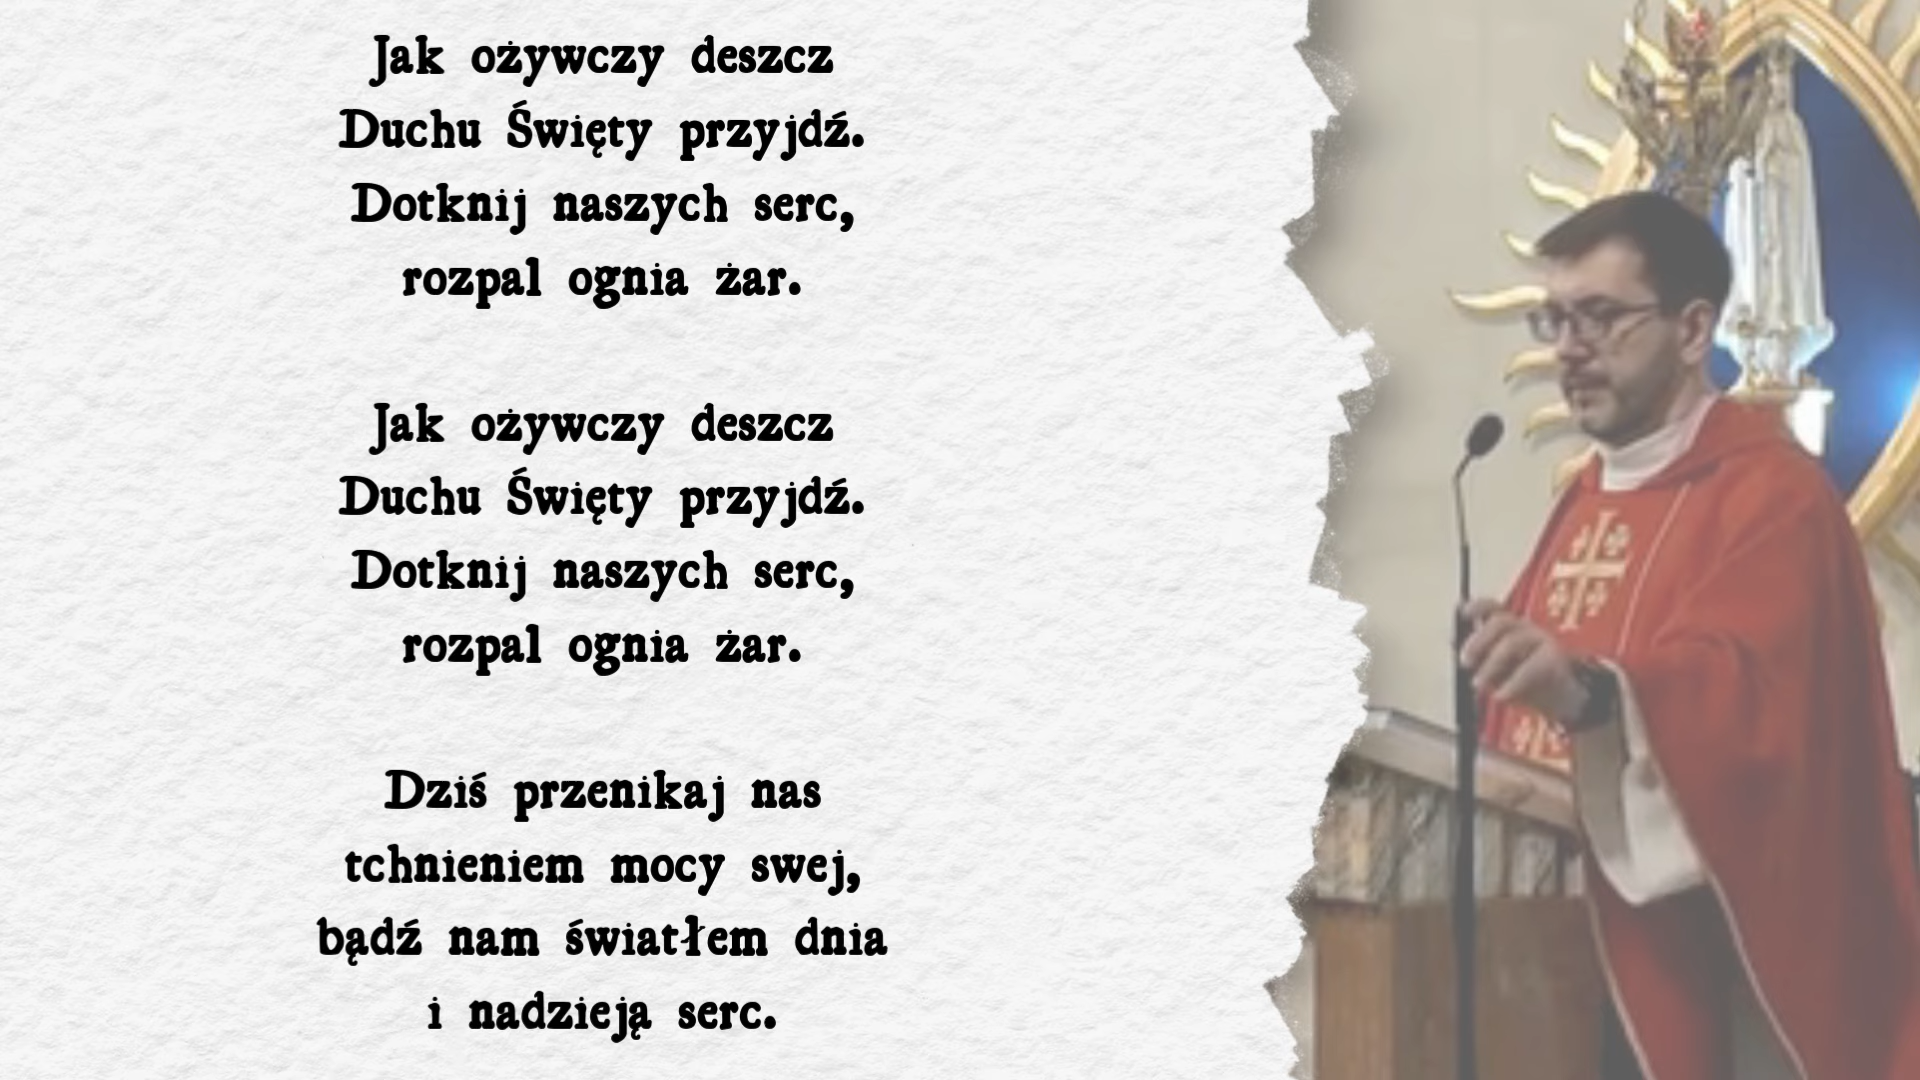 Jak ożywczy deszcz
Duchu Święty przyjdź.
Dotknij naszych serc,
rozpal ognia żar.
Jak ożywczy deszcz
Duchu Święty przyjdź.
Dotknij naszych serc,
rozpal ognia żar.
Dziś przenikaj nas
tchnieniem mocy swej,
bądź nam światłem dnia
i nadzieją serc.